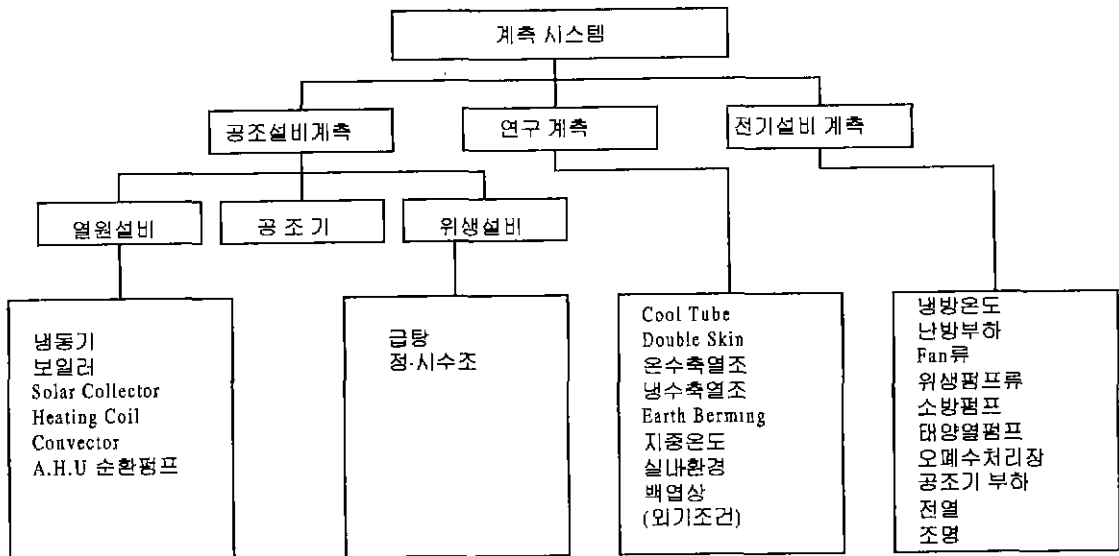 계측 시스템
공조설비계측
연구 계측
전기설비 계측
열원설비
공 조 기
위생설비
냉동기
보일러
Solar Collector
Heating Coil
Convector
A.H.U 순환펌프
급탕
정·시수조
Cool Tube
Double Skin
온수축열조
냉수축열조
Earth Berming
지중온도
실내환경
백엽상
(외기조건)
냉방온도
난방부하
Fan류
위생펌프류
소방펌프
태양열펌프
오폐수처리장
공조기 부하
전열
조명